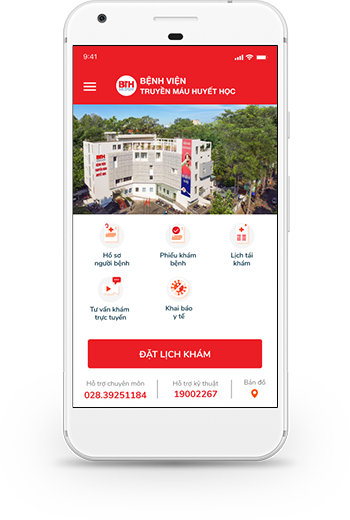 9:41
BTH
BỆNH VIỆN
TRUYỀN MÁU HUYẾT HỌC
Hồ sơ
người bệnh
Phiếu khám
bệnh
Lịch tái
khám
Tư vấn khám
trực tuyến
Khai báo
y tế
ĐẶT LỊCH KHÁM
Hỗ trợ chuyên môn
028.39251184
Hỗ trợ kỹ thuật
19002267
Bản đồ